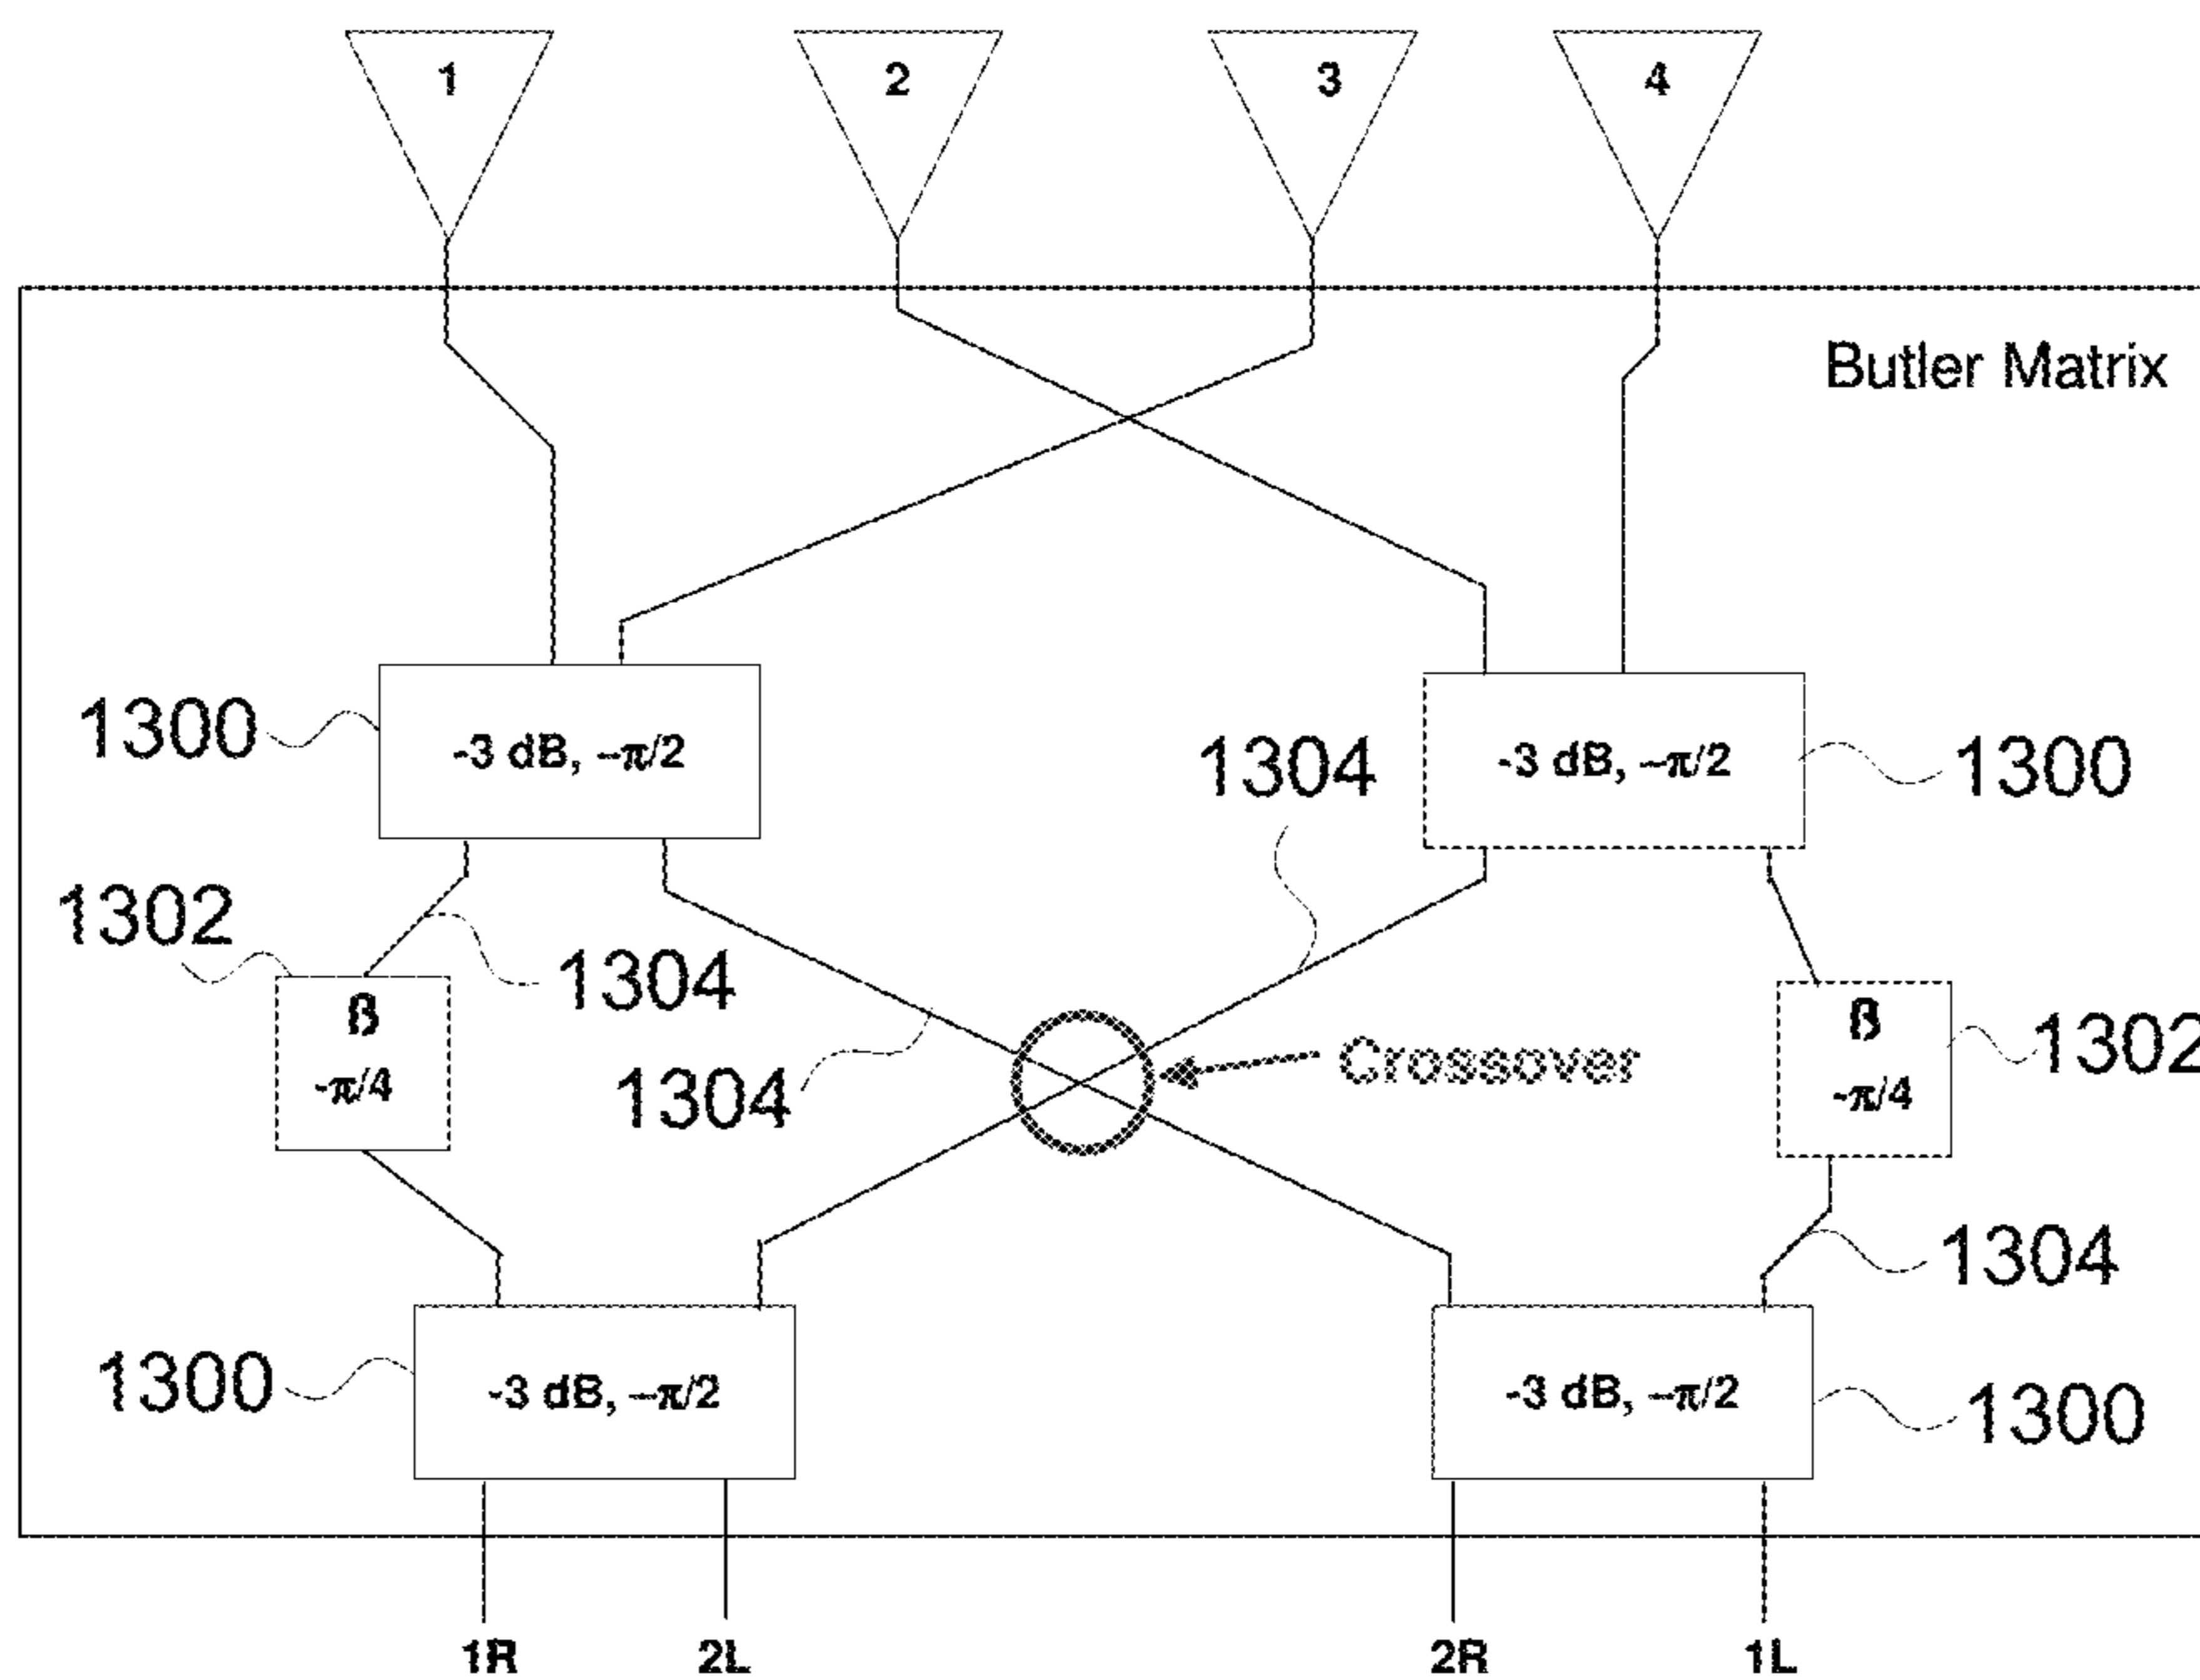 1
2
3
4
Butler Matrix
1300
-3 dB, –π/2
1304
-3 dB, –π/2
1300
1302
1304
ß
-π/4
1304
Crossover
ß
-π/4
1302
1304
1300
-3 dB, –π/2
-3 dB, –π/2
1300
1R
2L
2R
1L